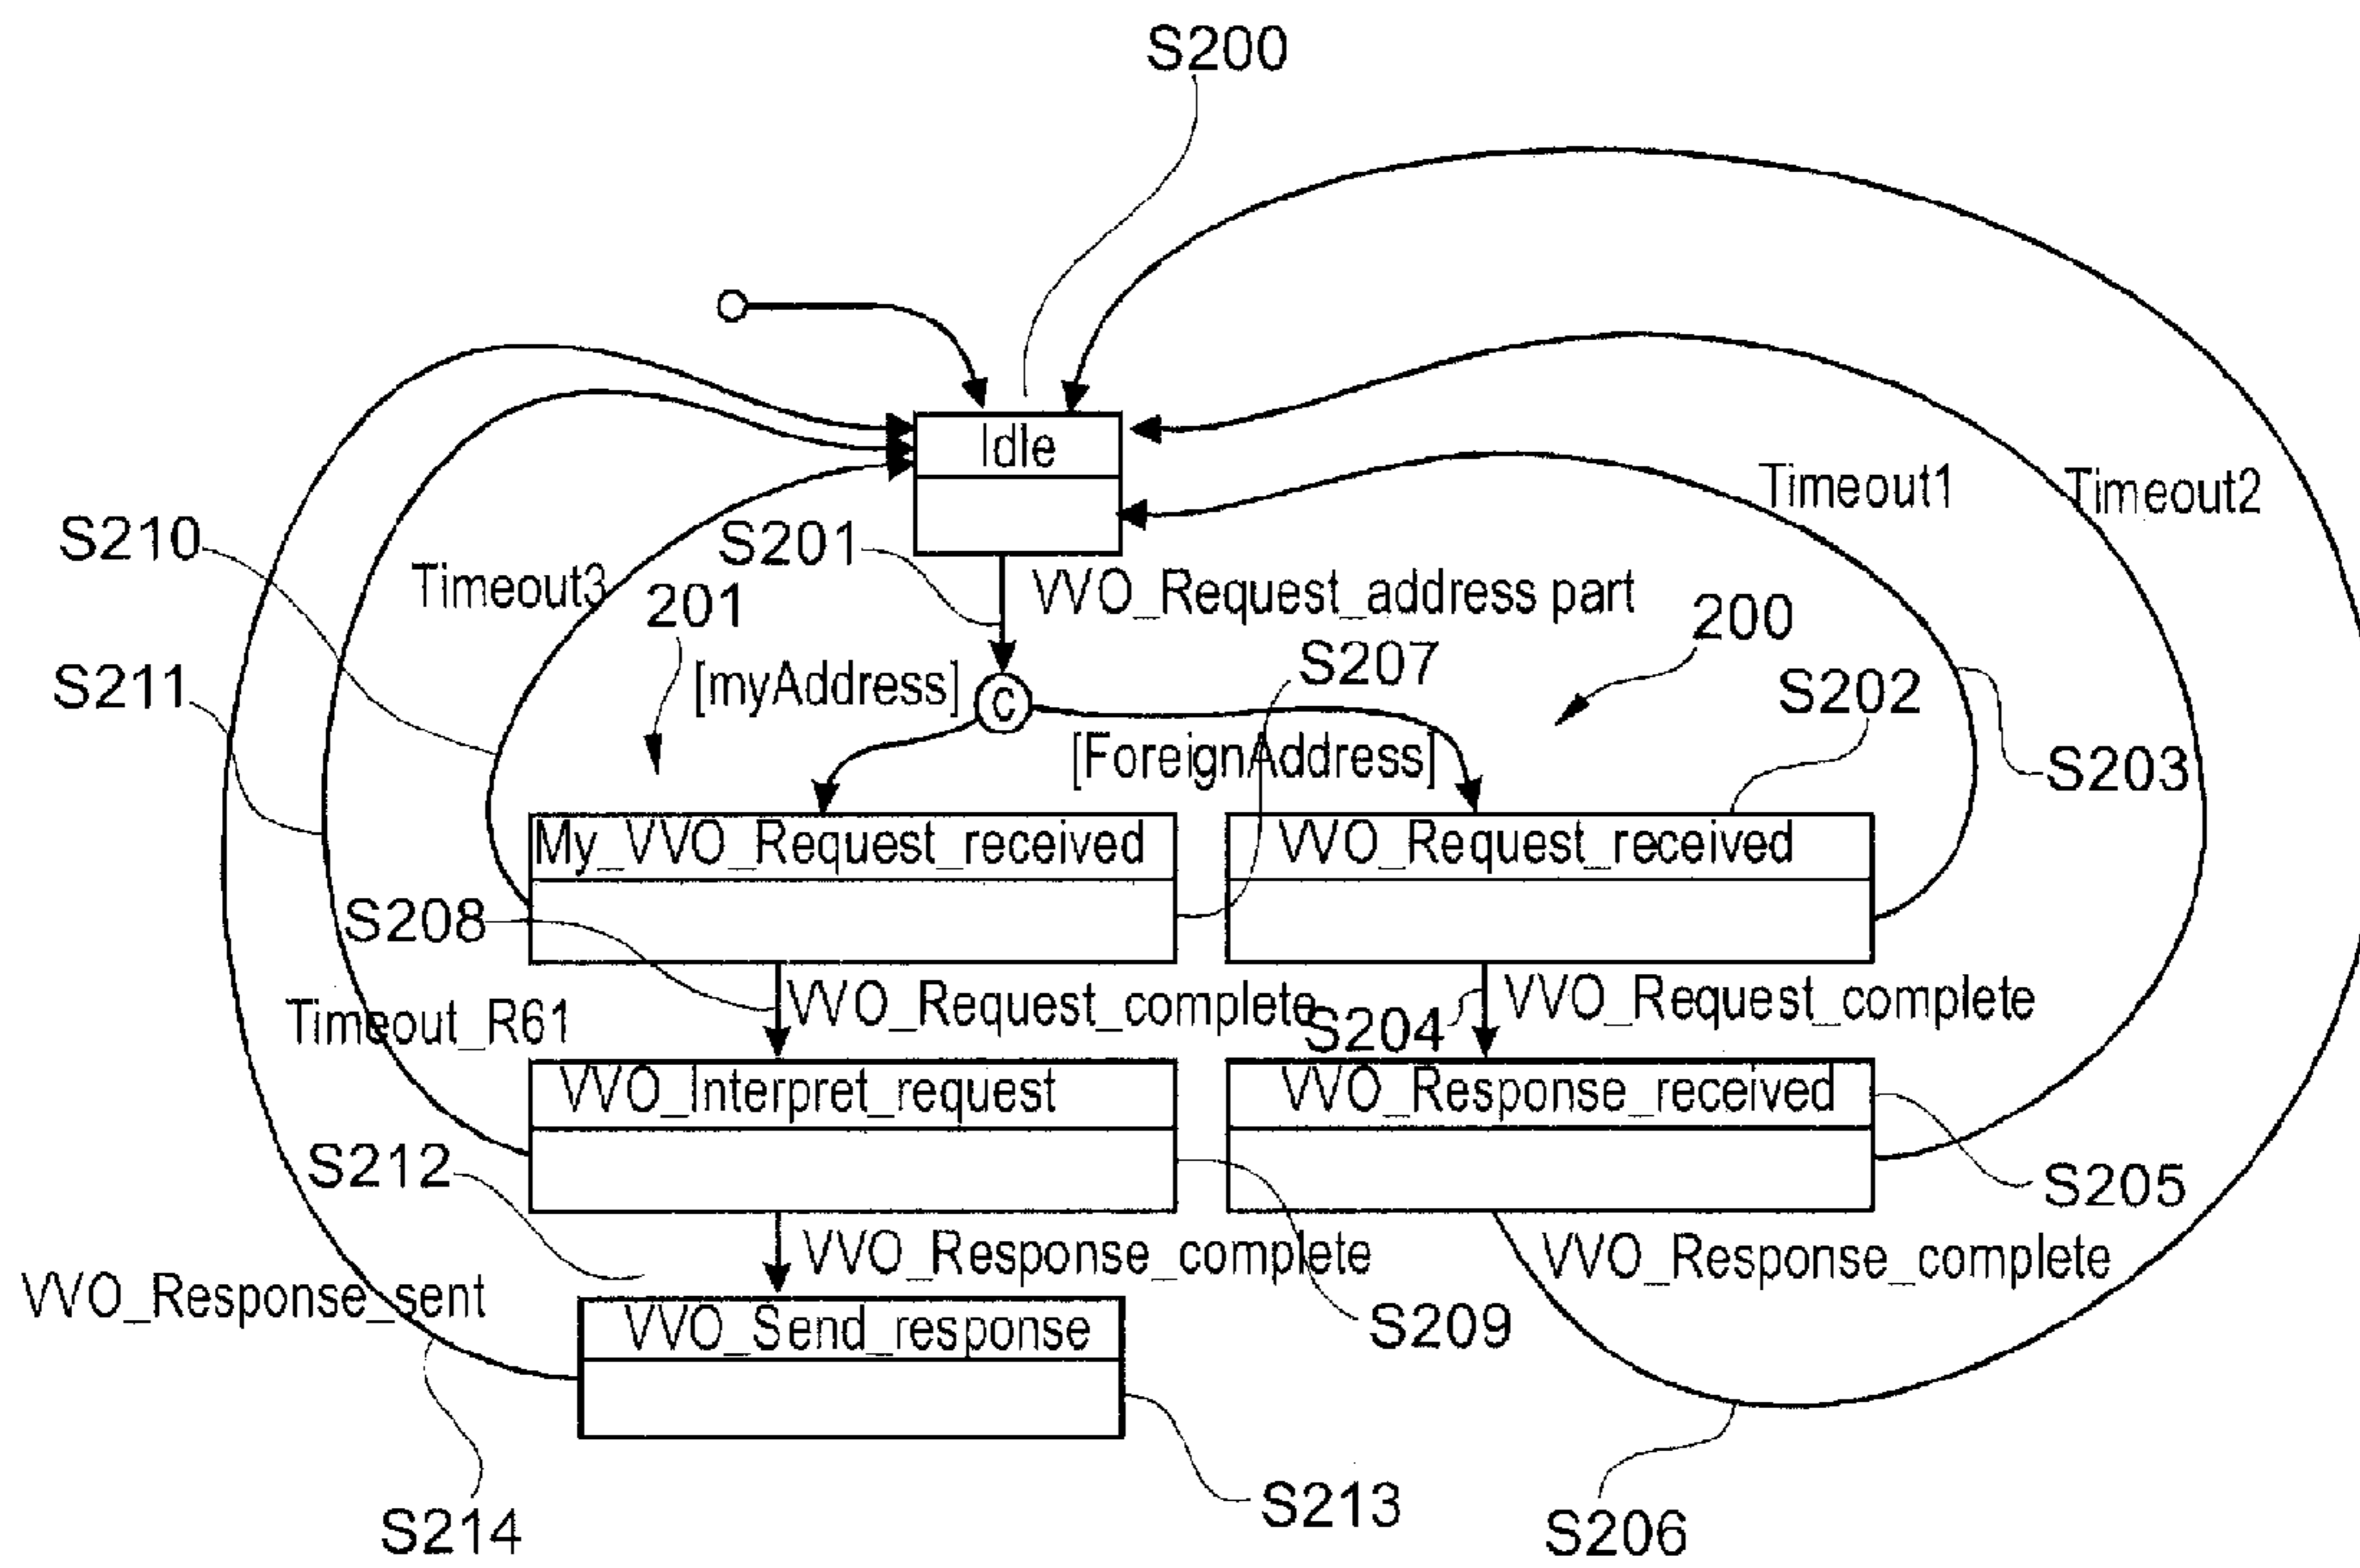 S200
Idle
Timeout1
Timeout2
S210
S201
Timeout3
201
VVO_Request_address part
200
S207
S211
[myAddress]
C
S202
[ForeignAddress]
S203
My_VVO_Request_received
VVO_Request_received
S208
VVO_Request_complete
S204
VVO_Request_complete
Timeout_R61
VVO_Interpret_request
VVO_Response_received
S212
S205
VVO_Response_complete
VVO_Response_complete
VVO_Response_sent
VVO_Send_response
S209
S213
S214
S206